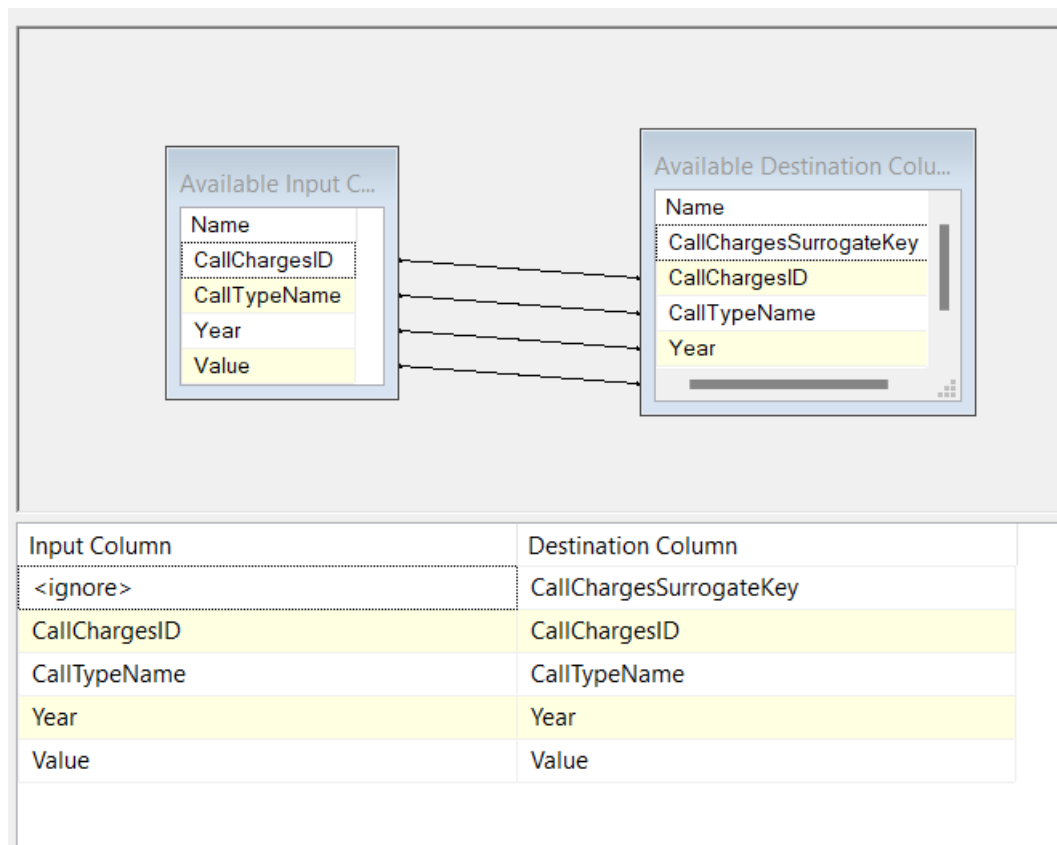 Available Input C...
Name
CallChargesID
CallTypeName
Year
Value
Available Destination Colu...
Name
CallChargesSurrogateKey
CallChargesID
CallTypeName
Year
Input Column Destination Column
<ignore> CallChargesSurrogateKey
CallChargesID CallChargesID
CallTypeName CallTypeName
Year Year
Value Value